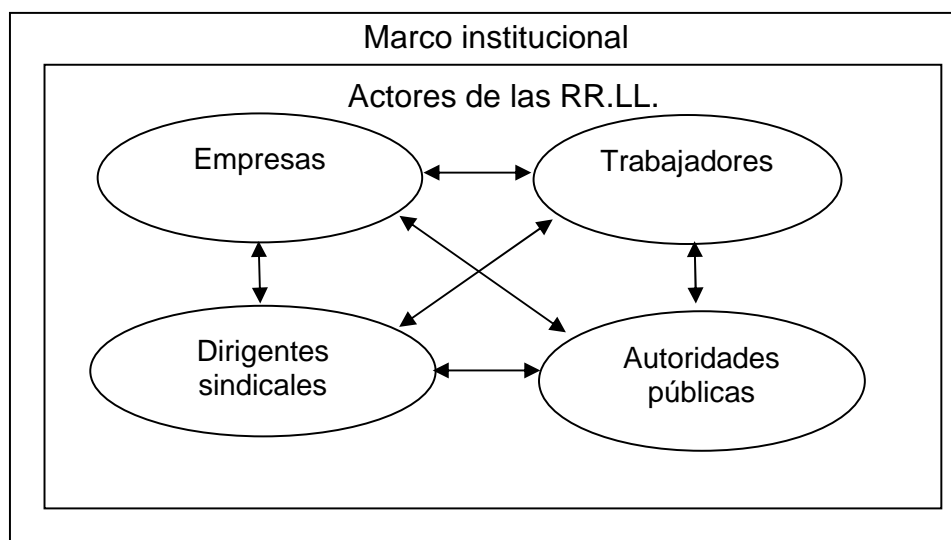 Marco institucional
Actores de las RR.LL.
Empresas
Trabajadores
Dirigentes
sindicales
Autoridades
públicas